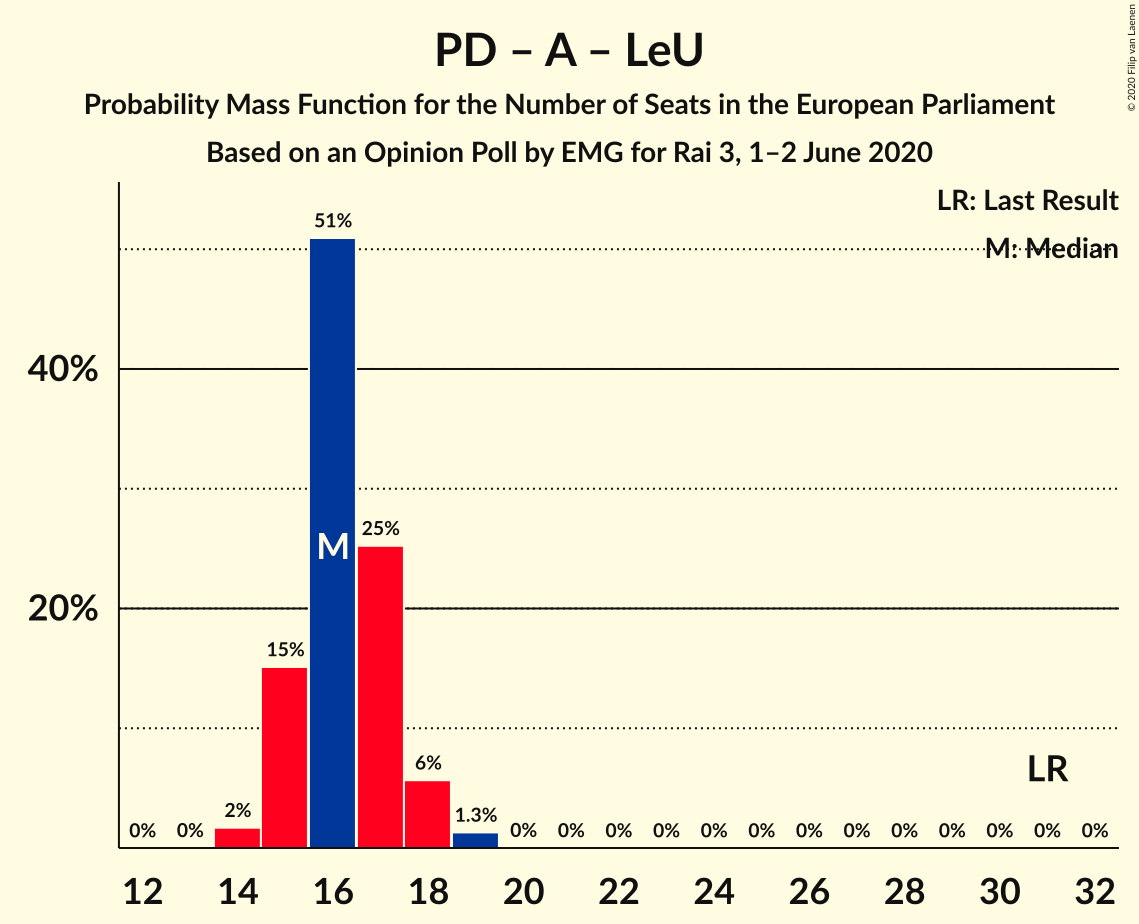 PD – A – LeU
Probability Mass Function for the Number of Seats in the European Parliament
Based on an Opinion Poll by EMG for Rai 3, 1–2 June 2020
© 2020 Filip van Laenen
LR: Last Result
M: Median
51%
40%
M
25%
20%
15%
6%
LR
2%
1.3%
0% 0% 0% 0% 0% 0% 0% 0% 0% 0% 0% 0% 0% 0% 0%
12 14 16 18 20 22 24 26 28 30 32